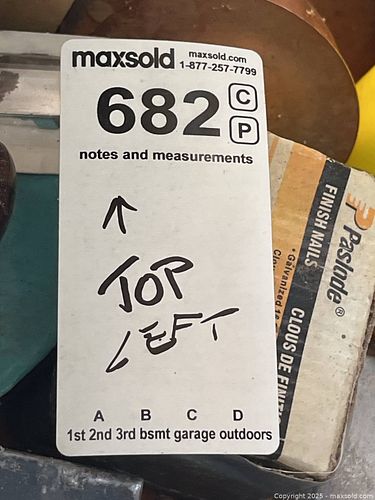 maxsold maxsold.com
1-877-257-7799
682 C
P
notes and measurements
↑
TOP
LEFT
A B C D
1st 2nd 3rd bsmt garage outdoors
Paslode®
FINISH NAILS
• Galvanized
CLOUS DE
Copyright © 2025 - maxsold.com